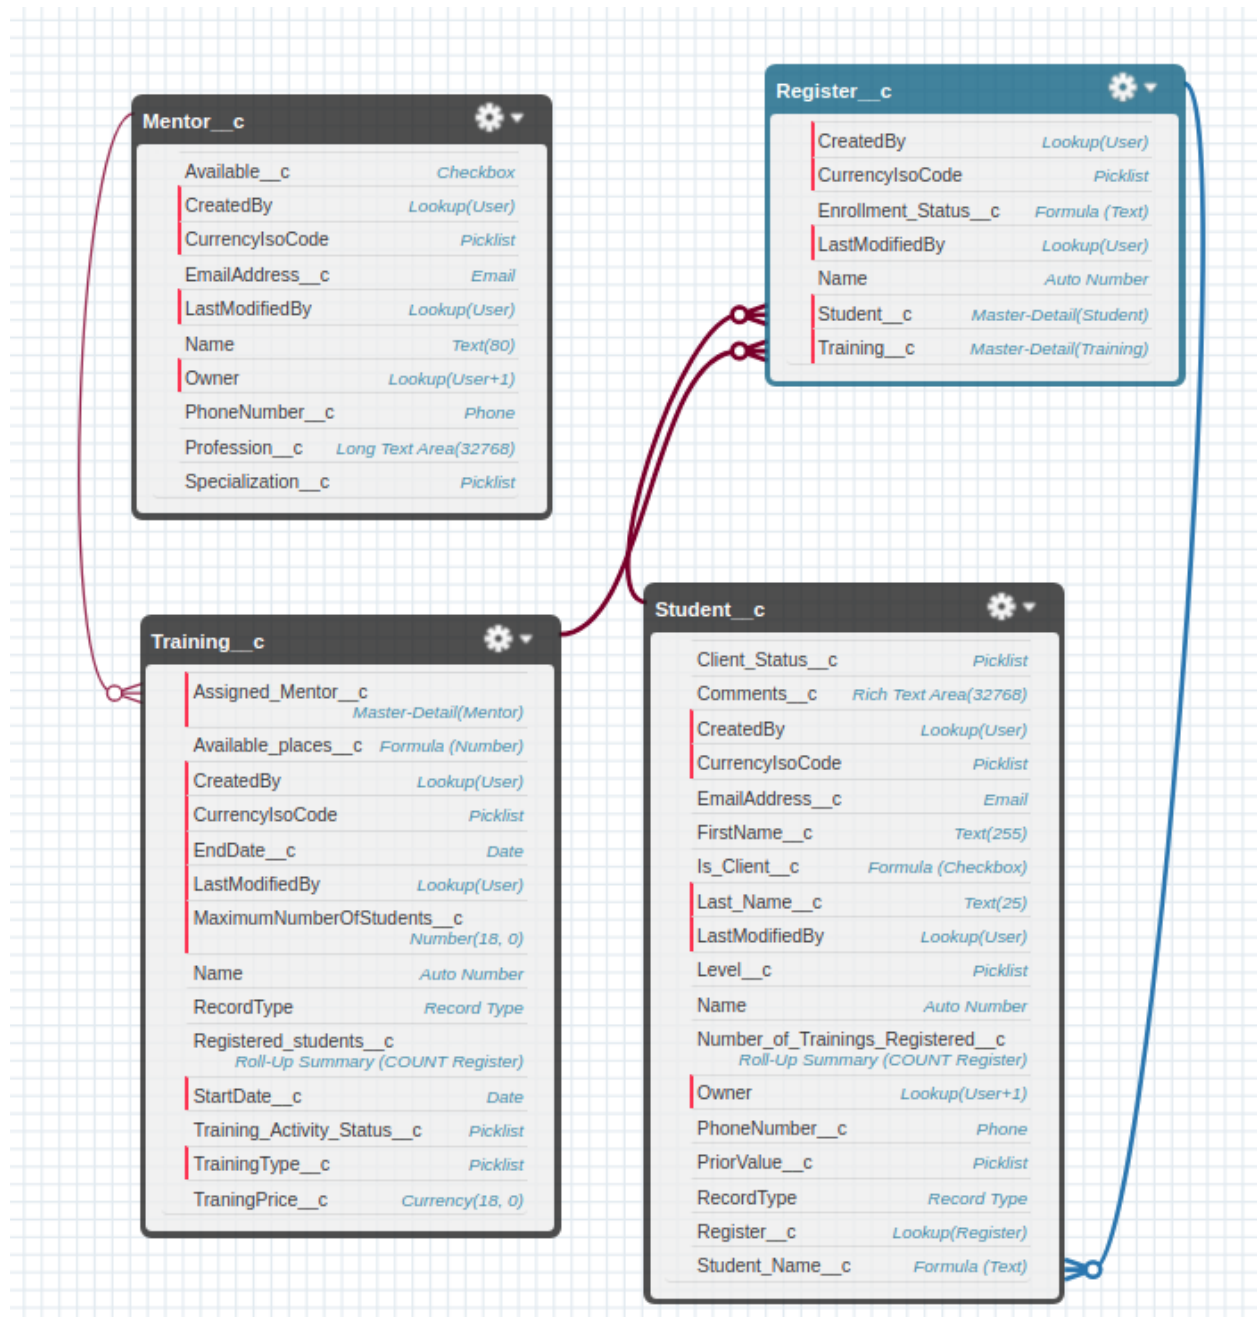 Mentor__c
Available__c Checkbox
CreatedBy Lookup(User)
CurrencyIsoCode Picklist
EmailAddress__c Email
LastModifiedBy Lookup(User)
Name Text(80)
Owner Lookup(User+1)
PhoneNumber__c Phone
Profession__c Long Text Area(32768)
Specialization__c Picklist
Register__c
CreatedBy Lookup(User)
CurrencyIsoCode Picklist
Enrollment_Status__c Formula (Text)
LastModifiedBy Lookup(User)
Name Auto Number
Student__c Master-Detail(Student)
Training__c Master-Detail(Training)
Training__c
Assigned_Mentor__c
Master-Detail(Mentor)
Available_places__c Formula (Number)
CreatedBy Lookup(User)
CurrencyIsoCode Picklist
EndDate__c Date
LastModifiedBy Lookup(User)
MaximumNumberOfStudents__c
Number(18, 0)
Name Auto Number
RecordType Record Type
Registered_students__c
Roll-Up Summary (COUNT Register)
StartDate__c Date
Training_Activity_Status__c Picklist
TrainingType__c Picklist
TraningPrice__c Currency(18, 0)
Student__c
Client_Status__c Picklist
Comments__c Rich Text Area(32768)
CreatedBy Lookup(User)
CurrencyIsoCode Picklist
EmailAddress__c Email
FirstName__c Text(255)
Is_Client__c Formula (Checkbox)
Last_Name__c Text(25)
LastModifiedBy Lookup(User)
Level__c Picklist
Name Auto Number
Number_of_Trainings_Registered__c
Roll-Up Summary (COUNT Register)
Owner Lookup(User+1)
PhoneNumber__c Phone
PriorValue__c Picklist
RecordType Record Type
Register__c Lookup(Register)
Student_Name__c Formula (Text)